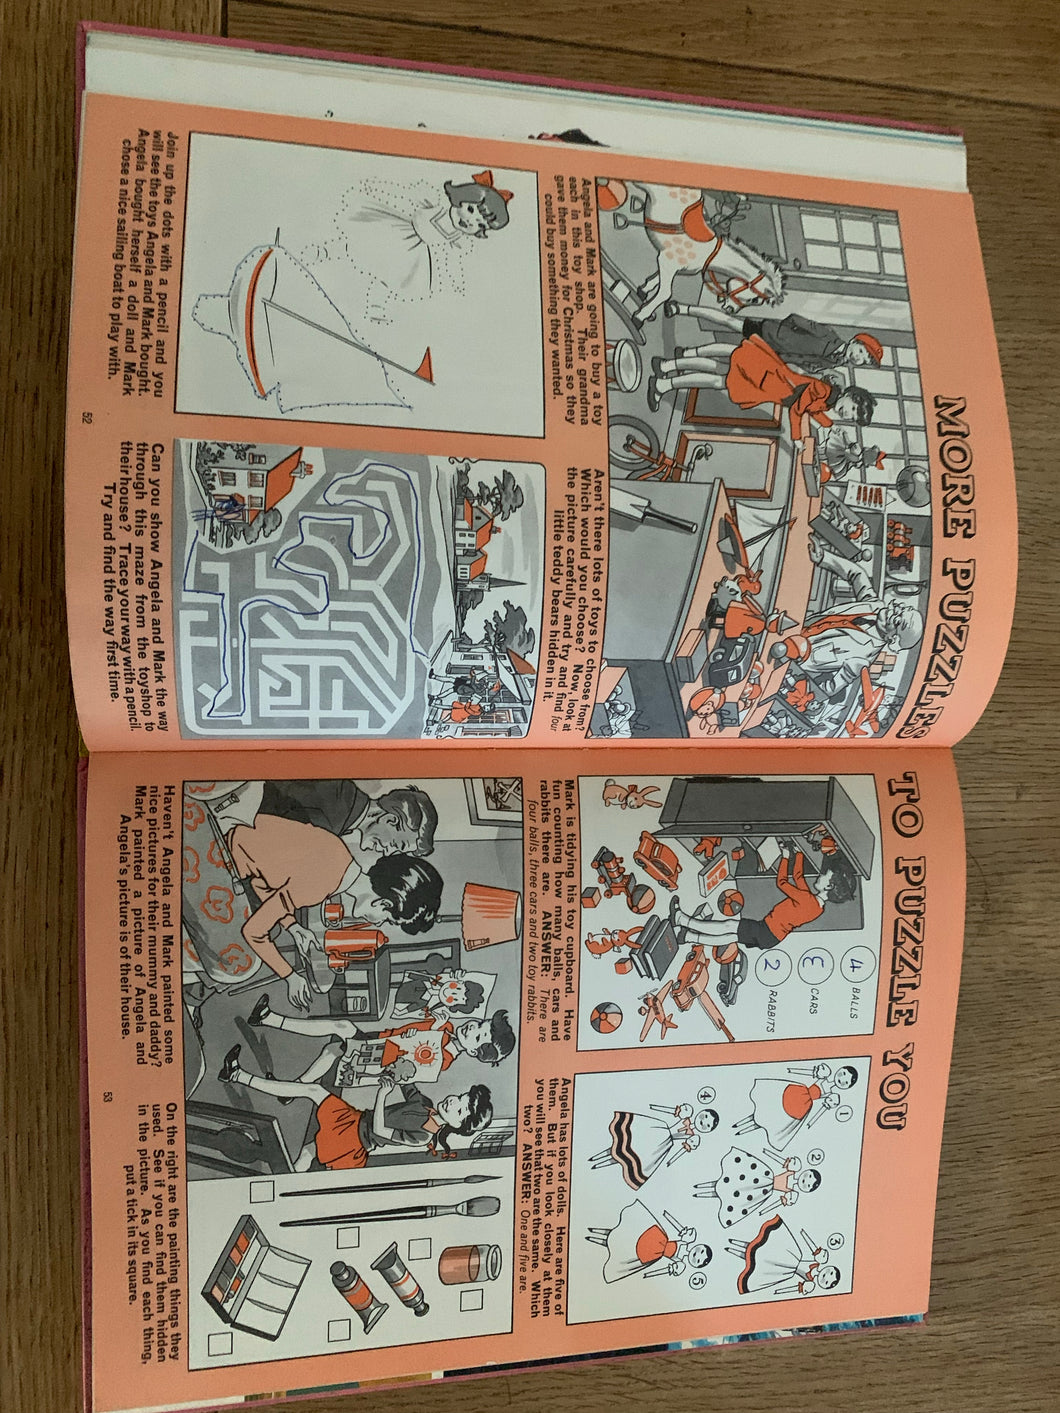 MORE PUZZLES
Angela and Mark are going to buy a toy
each in this toy shop. Their grandma
gave them money for Christmas so they
could buy something they wanted.
Aren't there lots of toys to choose from?
Which would you choose? Now, look at
the picture carefully and try and find four
little teddy bears hidden in it.
Join up the dots with a pencil and you
will see the toys Angela and Mark bought.
Angela bought herself a doll and Mark
chose a nice sailing boat to play with.
Can you show Angela and Mark the way
through this maze from the toyshop to
their house? Trace your way with a pencil.
Try and find the way first time.
52
TO PUZZLE YOU
4 BALLS
3 CARS
2 RABBITS
Mark is tidying his toy cupboard. Have
fun counting how many balls, cars and
rabbits there are. ANSWER: There are
four balls, three cars and two toy rabbits.
1
2
3
4
5
Angela has lots of dolls. Here are five of
them. But if you look closely at them
you will see that two are the same. Which
two? ANSWER: One and five are.
Haven't Angela and Mark painted some
nice pictures for their mummy and daddy?
Mark painted a picture of Angela and
Angela's picture is of their house.
On the right are the painting things they
used. See if you can find them hidden
in the picture. As you find each thing,
put a tick in its square.
53